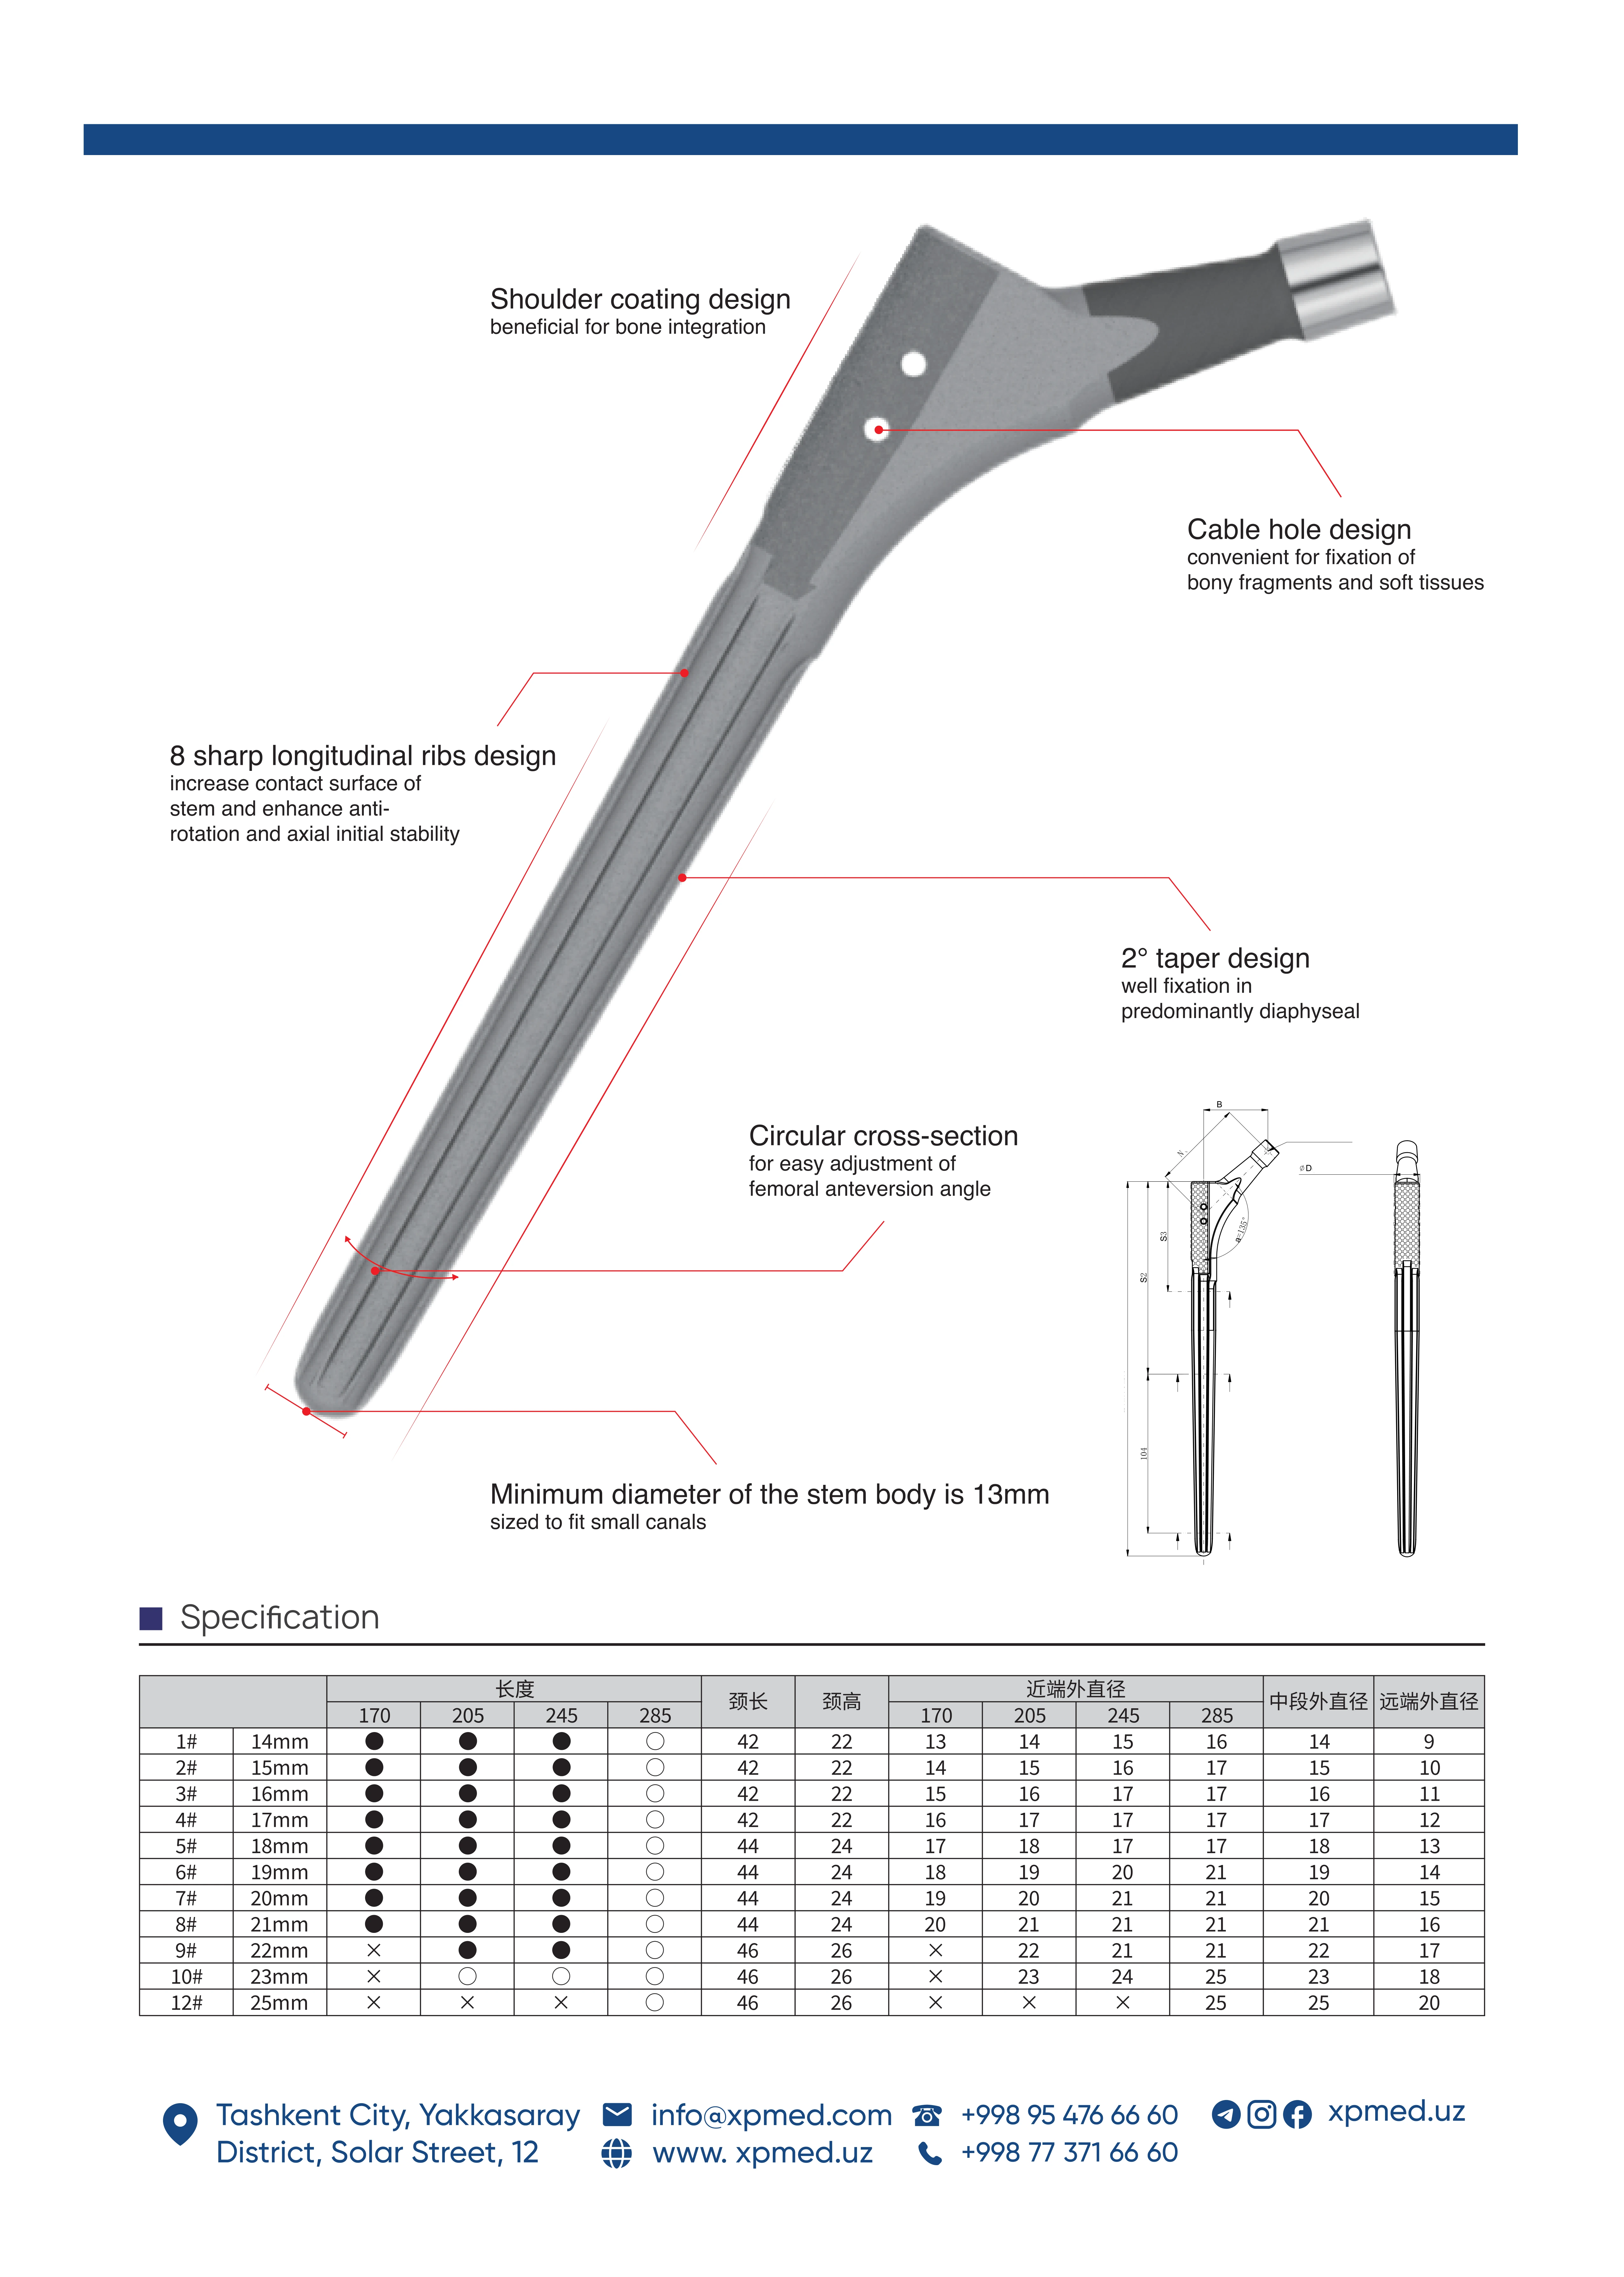 Shoulder coating design
beneficial for bone integration
Cable hole design
convenient for fixation of
bony fragments and soft tissues
8 sharp longitudinal ribs design
increase contact surface of
stem and enhance anti-
rotation and axial initial stability
2° taper design
well fixation in
predominantly diaphyseal
Circular cross-section
for easy adjustment of
femoral anteversion angle
Minimum diameter of the stem body is 13mm
sized to fit small canals
B
N
øD
S3
a=135°
S2
104
Specification
长度 颈长 颈高 近端外直径 中段外直径 远端外直径
170 205 245 285 170 205 245 285
1# 14mm ● ● ● ○ 42 22 13 14 15 16 14 9
2# 15mm ● ● ● ○ 42 22 14 15 16 17 15 10
3# 16mm ● ● ● ○ 42 22 15 16 17 17 16 11
4# 17mm ● ● ● ○ 42 22 16 17 17 17 17 12
5# 18mm ● ● ● ○ 44 24 17 18 17 17 18 13
6# 19mm ● ● ● ○ 44 24 18 19 20 21 19 14
7# 20mm ● ● ● ○ 44 24 19 20 21 21 20 15
8# 21mm ● ● ● ○ 44 24 20 21 21 21 21 16
9# 22mm × ● ● ○ 46 26 × 22 21 21 22 17
10# 23mm × ○ ○ ○ 46 26 × 23 24 25 23 18
12# 25mm × × × ○ 46 26 × × × 25 25 20
Tashkent City, Yakkasaray
District, Solar Street, 12
info@xpmed.com
www. xpmed.uz
+998 95 476 66 60
+998 77 371 66 60
xpmed.uz